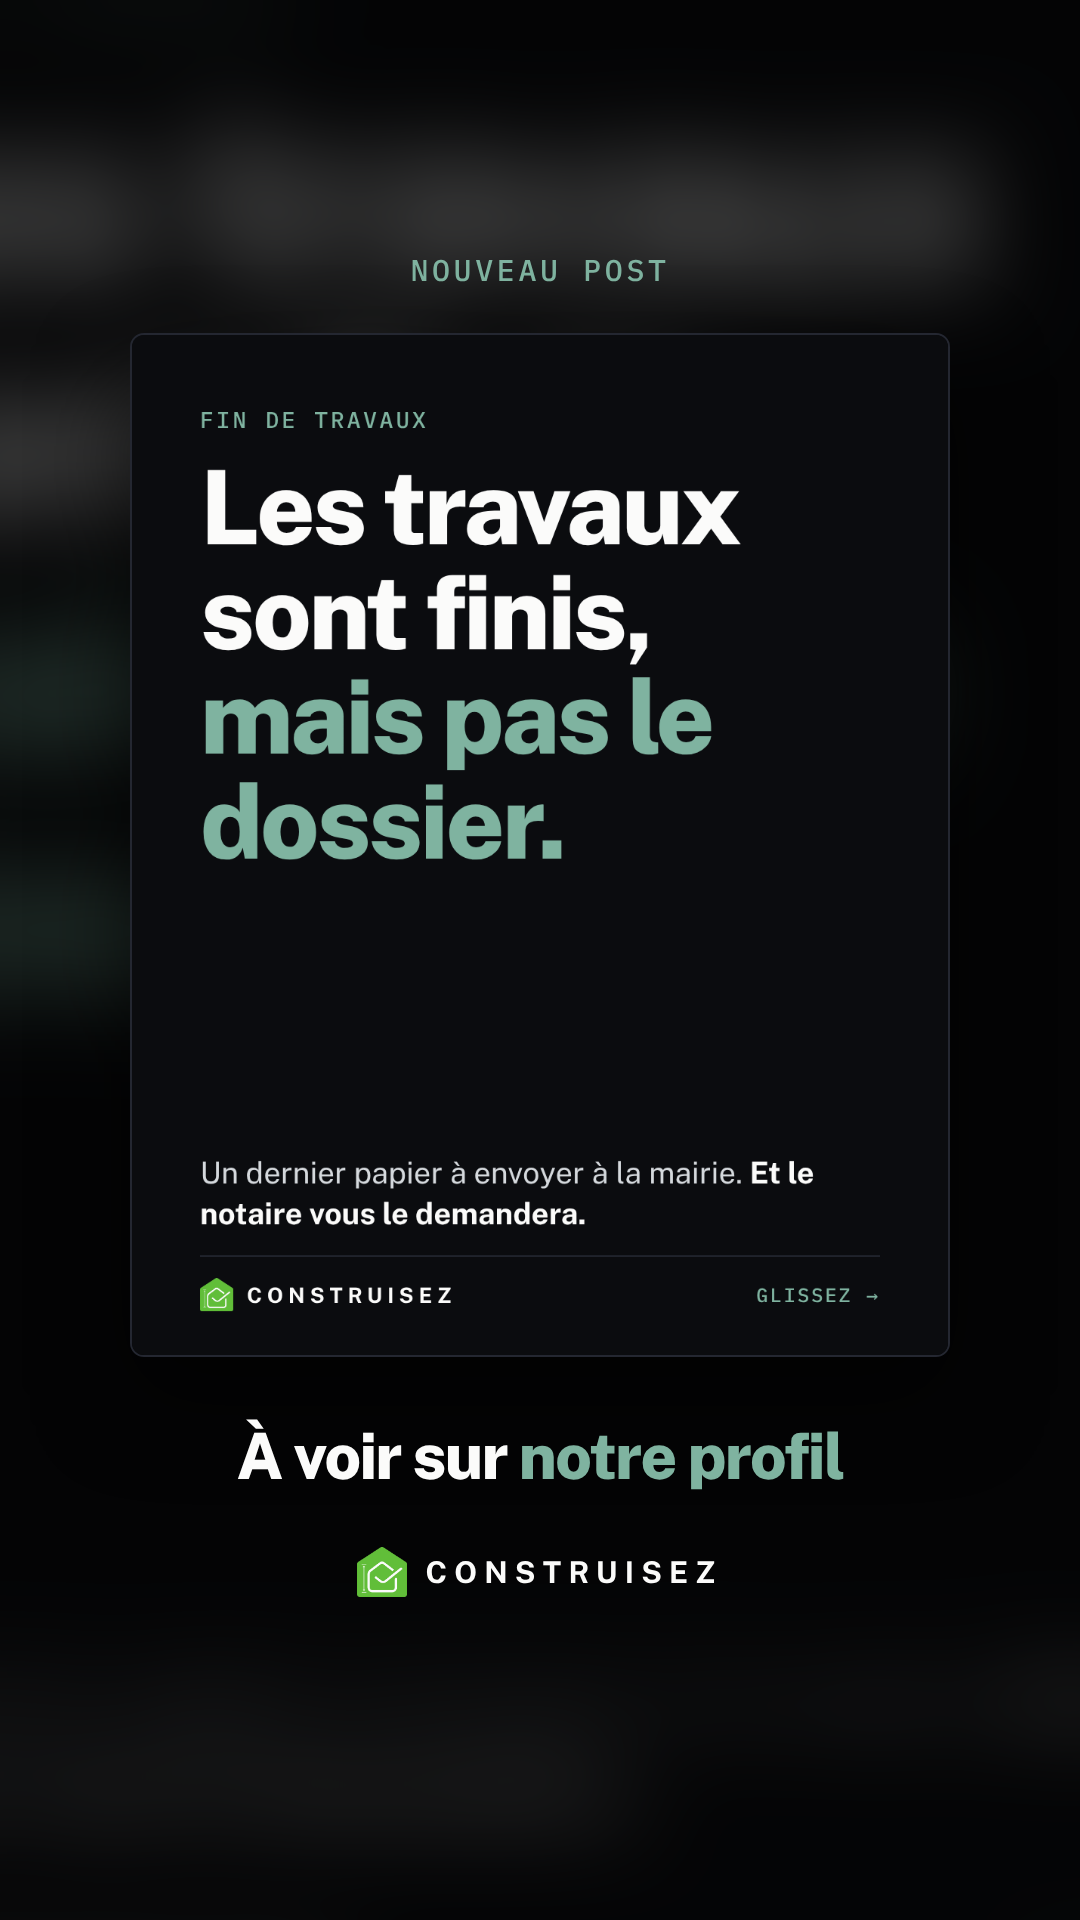 NOUVEAU POST
FIN DE TRAVAUX
Les travaux
sont finis,
mais pas le
dossier.
Un dernier papier à envoyer à la mairie. Et le
notaire vous le demandera.
CONSTRUISEZ
GLISSEZ →
À voir sur notre profil
CONSTRUISEZ